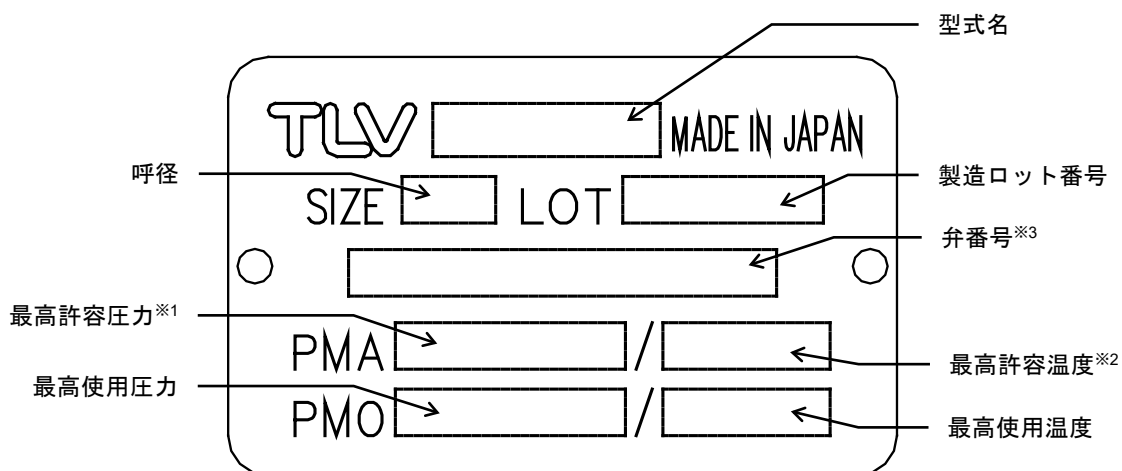 型式名
TLV MADE IN JAPAN
呼径
SIZE LOT
製造ロット番号
弁番号※3
最高許容圧力※1
PMA /
最高許容温度※2
最高使用圧力
PMO /
最高使用温度